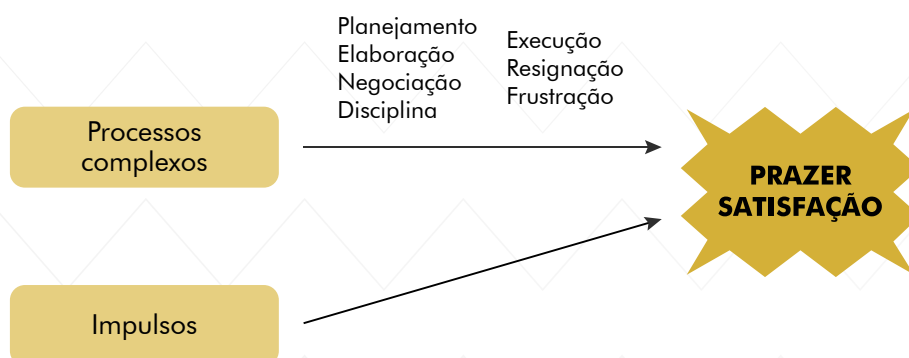 Planejamento
Elaboração
Negociação
Disciplina
Execução
Resignação
Frustração
Processos
complexos
PRAZER
SATISFAÇÃO
Impulsos